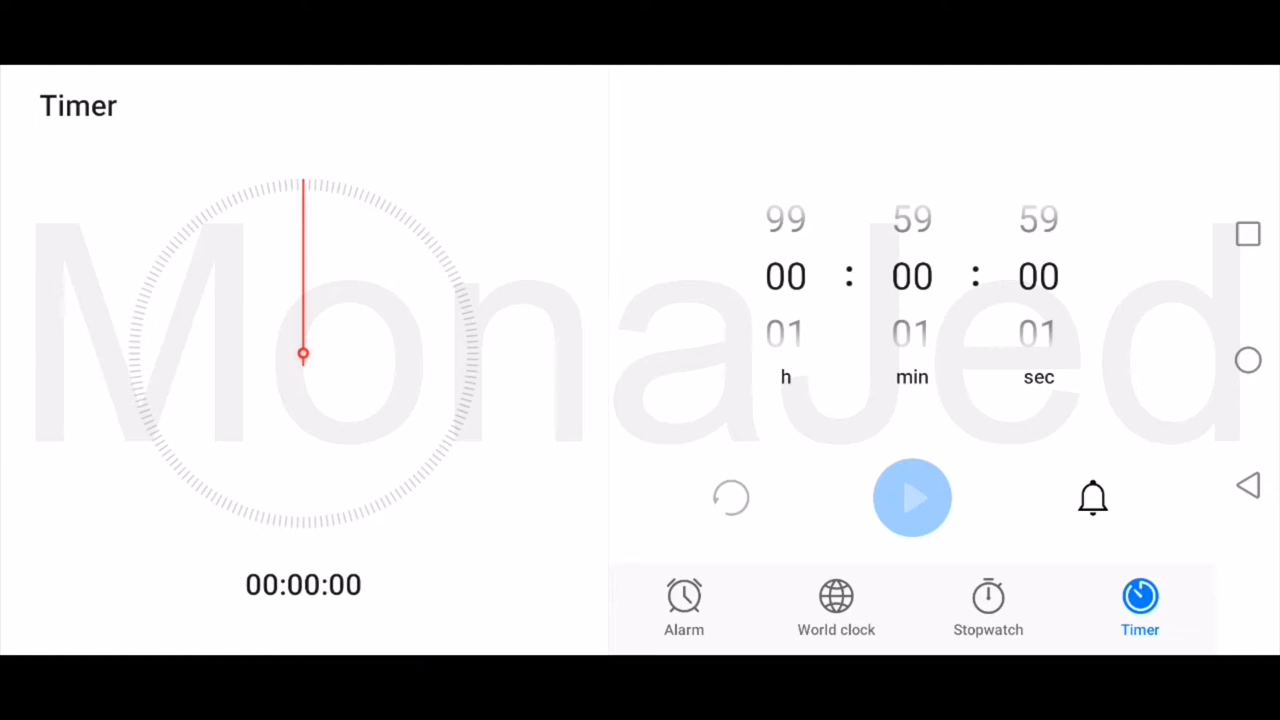 Timer
MonaJed
99 59 59
00 : 00 : 00
01 01 01
h min sec
00:00:00
Alarm World clock Stopwatch Timer